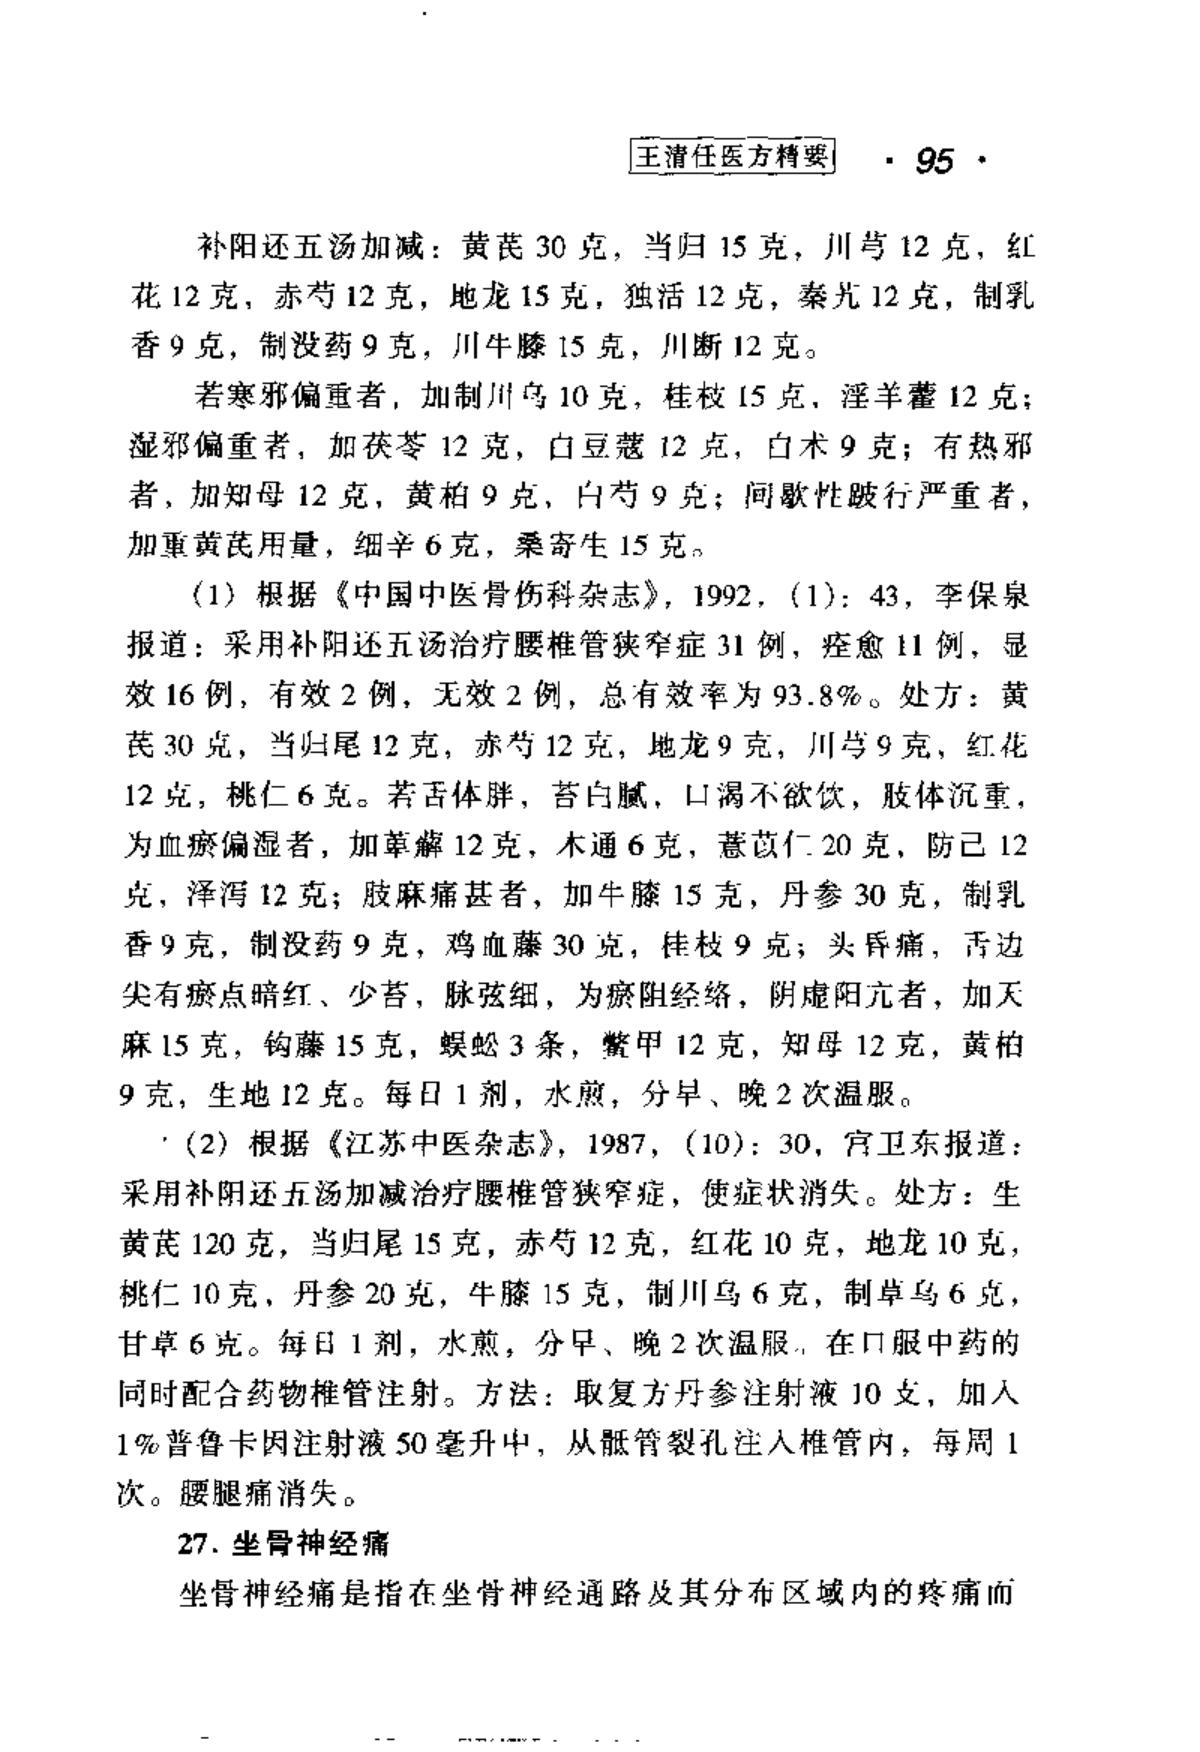 王清任医方精要 · 95 ·
补阳还五汤加减：黄芪 30 克，当归 15 克，川芎 12 克，红
花 12 克，赤芍 12 克，地龙 15 克，独活 12 克，秦艽 12 克，制乳
香 9 克，制没药 9 克，川牛膝 15 克，川断 12 克。
若寒邪偏重者，加制川乌 10 克，桂枝 15 克，淫羊藿 12 克；
湿邪偏重者，加茯苓 12 克，白豆蔻 12 克，白术 9 克；有热邪
者，加知母 12 克，黄柏 9 克，白芍 9 克；间歇性跛行严重者，
加重黄芪用量，细辛 6 克，桑寄生 15 克。
（1）根据《中国中医骨伤科杂志》，1992，（1）：43，李保泉
报道：采用补阳还五汤治疗腰椎管狭窄症 31 例，痊愈 11 例，显
效 16 例，有效 2 例，无效 2 例，总有效率为 93.8%。处方：黄
芪 30 克，当归尾 12 克，赤芍 12 克，地龙 9 克，川芎 9 克，红花
12 克，桃仁 6 克。若舌体胖，苔白腻，口渴不欲饮，肢体沉重，
为血瘀偏湿者，加萆薢 12 克，木通 6 克，薏苡仁 20 克，防己 12
克，泽泻 12 克；肢麻痛甚者，加牛膝 15 克，丹参 30 克，制乳
香 9 克，制没药 9 克，鸡血藤 30 克，桂枝 9 克；头昏痛，舌边
尖有瘀点暗红、少苔，脉弦细，为瘀阻经络，阴虚阳亢者，加天
麻 15 克，钩藤 15 克，蜈蚣 3 条，鳖甲 12 克，知母 12 克，黄柏
9 克，生地 12 克。每日 1 剂，水煎，分早、晚 2 次温服。
（2）根据《江苏中医杂志》，1987，（10）：30，宫卫东报道：
采用补阳还五汤加减治疗腰椎管狭窄症，使症状消失。处方：生
黄芪 120 克，当归尾 15 克，赤芍 12 克，红花 10 克，地龙 10 克，
桃仁 10 克，丹参 20 克，牛膝 15 克，制川乌 6 克，制草乌 6 克，
甘草 6 克。每日 1 剂，水煎，分早、晚 2 次温服。在口服中药的
同时配合药物椎管注射。方法：取复方丹参注射液 10 支，加入
1%普鲁卡因注射液 50 毫升中，从骶管裂孔注入椎管内，每周 1
次。腰腿痛消失。
27. 坐骨神经痛
坐骨神经痛是指在坐骨神经通路及其分布区域内的疼痛而